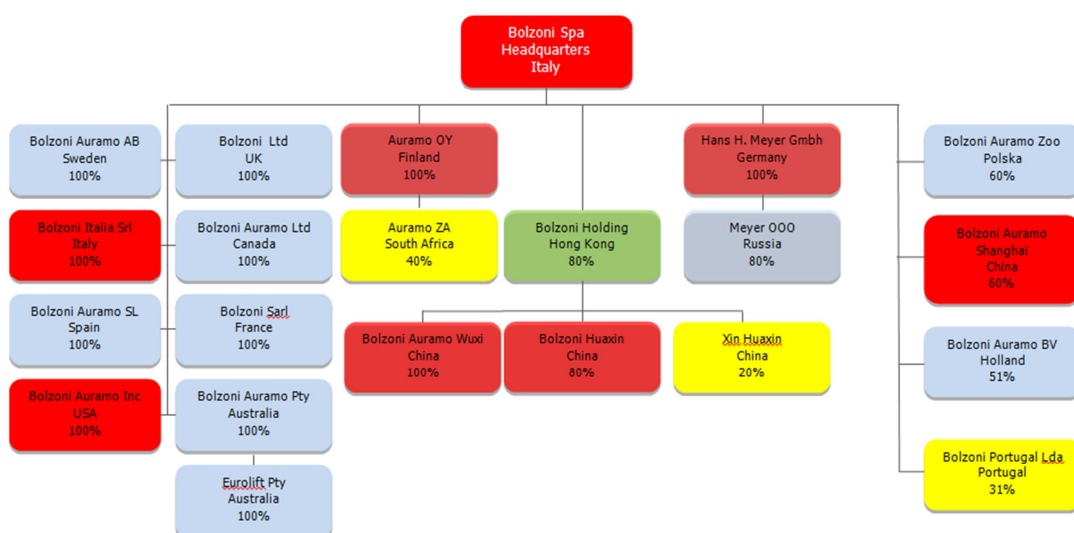 Bolzoni Spa
Headquarters
Italy
Bolzoni Auramo AB
Sweden
100%
Bolzoni Ltd
UK
100%
Auramo OY
Finland
100%
Hans H. Meyer Gmbh
Germany
100%
Bolzoni Auramo Zoo
Polska
60%
Bolzoni Italia Srl
Italy
100%
Bolzoni Auramo Ltd
Canada
100%
Auramo ZA
South Africa
40%
Bolzoni Holding
Hong Kong
80%
Meyer OOO
Russia
80%
Bolzoni Auramo
Shanghai
China
60%
Bolzoni Auramo SL
Spain
100%
Bolzoni Sarl
France
100%
Bolzoni Auramo Wuxi
China
100%
Bolzoni Huaxin
China
80%
Xin Huaxin
China
20%
Bolzoni Auramo BV
Holland
51%
Bolzoni Auramo Inc
USA
100%
Bolzoni Auramo Pty
Australia
100%
Bolzoni Portugal Lda
Portugal
31%
Eurolift Pty
Australia
100%